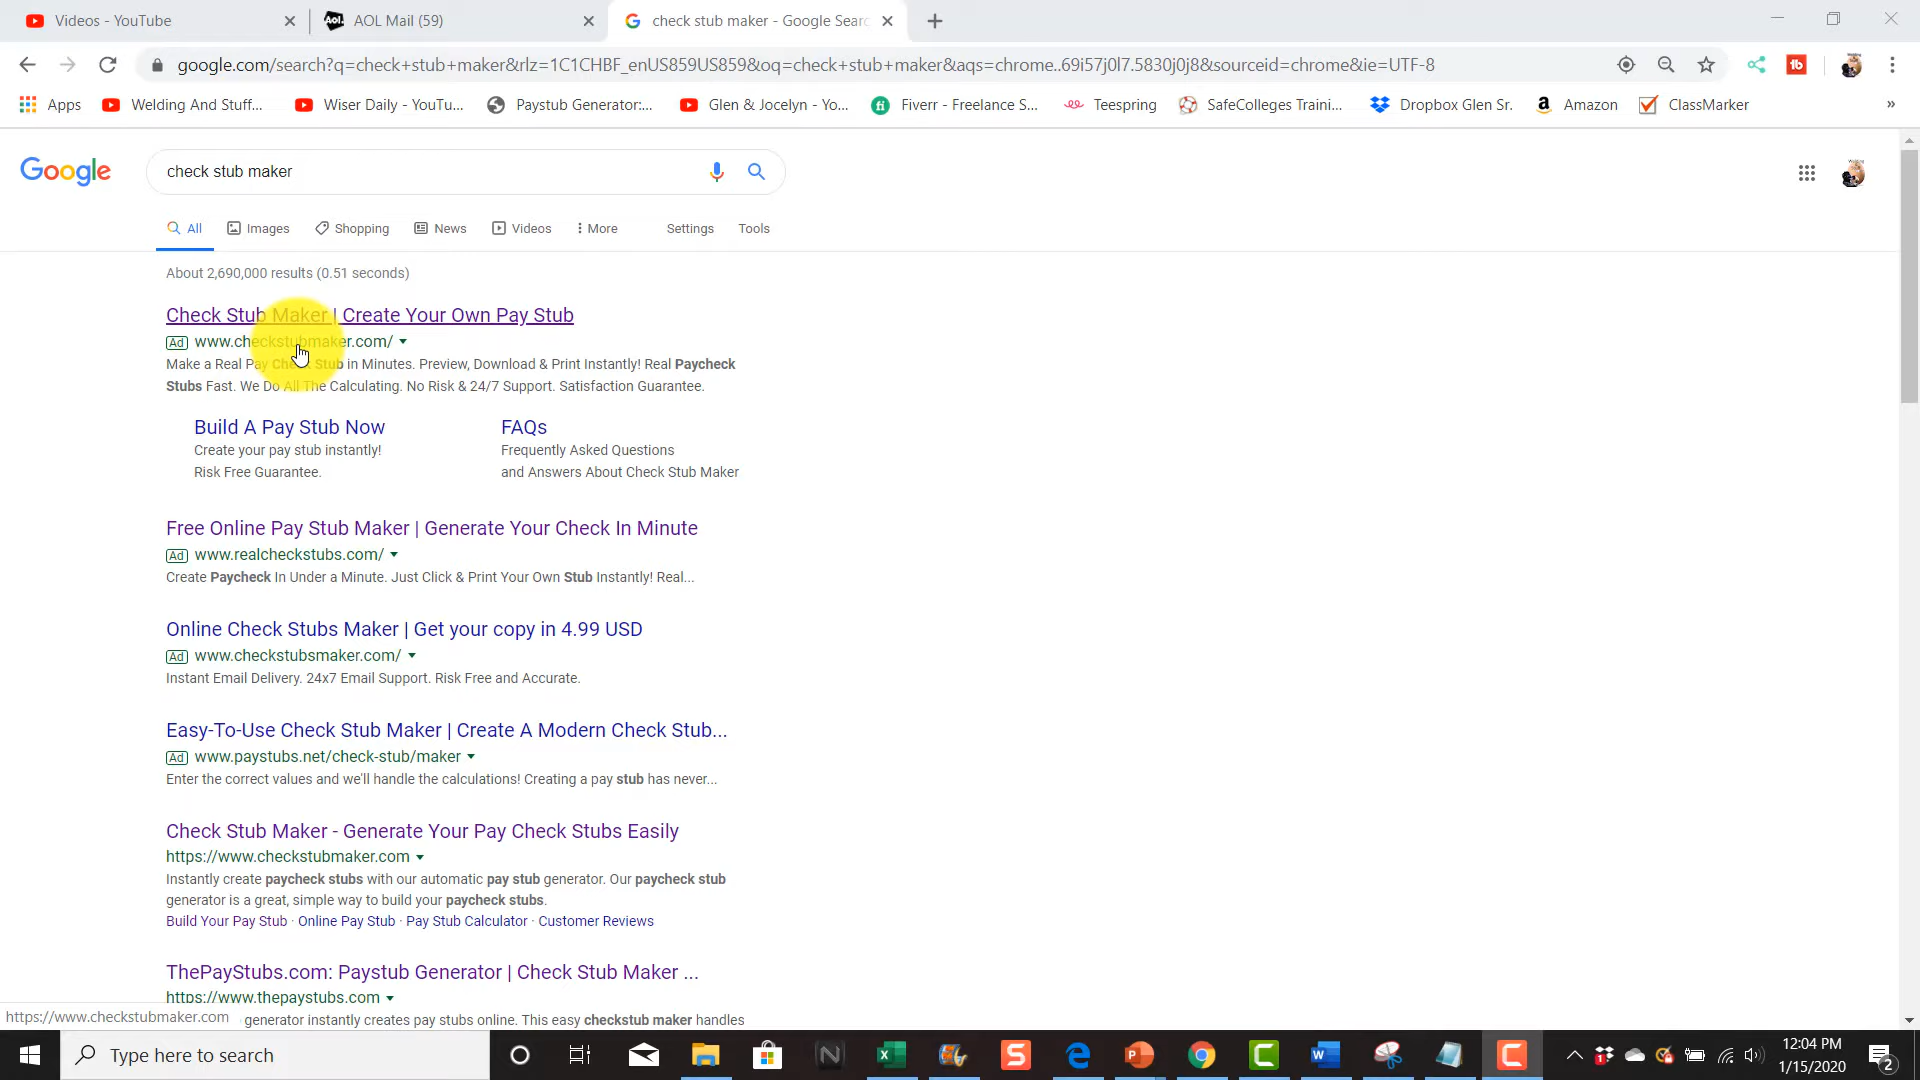 Videos - YouTube
AOL Mail (59)
check stub maker - Google Searc
google.com/search?q=check+stub+maker&rlz=1C1CHBF_enUS859US859&oq=check+stub+maker&aqs=chrome..69i57j0l7.5830j0j8&sourceid=chrome&ie=UTF-8
Apps
Welding And Stuff...
Wiser Daily - YouTu...
Paystub Generator:...
Glen & Jocelyn - Yo...
Fiverr - Freelance S...
Teespring
SafeColleges Traini...
Dropbox Glen Sr.
Amazon
ClassMarker
»
Google
check stub maker
All
Images
Shopping
News
Videos
More
Settings
Tools
About 2,690,000 results (0.51 seconds)
Check Stub Maker | Create Your Own Pay Stub
Ad www.checkstubmaker.com/
Make a Real Pay Check Stub in Minutes. Preview, Download & Print Instantly! Real Paycheck
Stubs Fast. We Do All The Calculating. No Risk & 24/7 Support. Satisfaction Guarantee.
Build A Pay Stub Now
Create your pay stub instantly!
Risk Free Guarantee.
FAQs
Frequently Asked Questions
and Answers About Check Stub Maker
Free Online Pay Stub Maker | Generate Your Check In Minute
Ad www.realcheckstubs.com/
Create Paycheck In Under a Minute. Just Click & Print Your Own Stub Instantly! Real...
Online Check Stubs Maker | Get your copy in 4.99 USD
Ad www.checkstubsmaker.com/
Instant Email Delivery. 24x7 Email Support. Risk Free and Accurate.
Easy-To-Use Check Stub Maker | Create A Modern Check Stub...
Ad www.paystubs.net/check-stub/maker
Enter the correct values and we'll handle the calculations! Creating a pay stub has never...
Check Stub Maker - Generate Your Pay Check Stubs Easily
https://www.checkstubmaker.com
Instantly create paycheck stubs with our automatic pay stub generator. Our paycheck stub
generator is a great, simple way to build your paycheck stubs.
Build Your Pay Stub · Online Pay Stub · Pay Stub Calculator · Customer Reviews
ThePayStubs.com: Paystub Generator | Check Stub Maker ...
https://www.thepaystubs.com
https://www.checkstubmaker.com
generator instantly creates pay stubs online. This easy checkstub maker handles
Type here to search
12:04 PM
1/15/2020
2